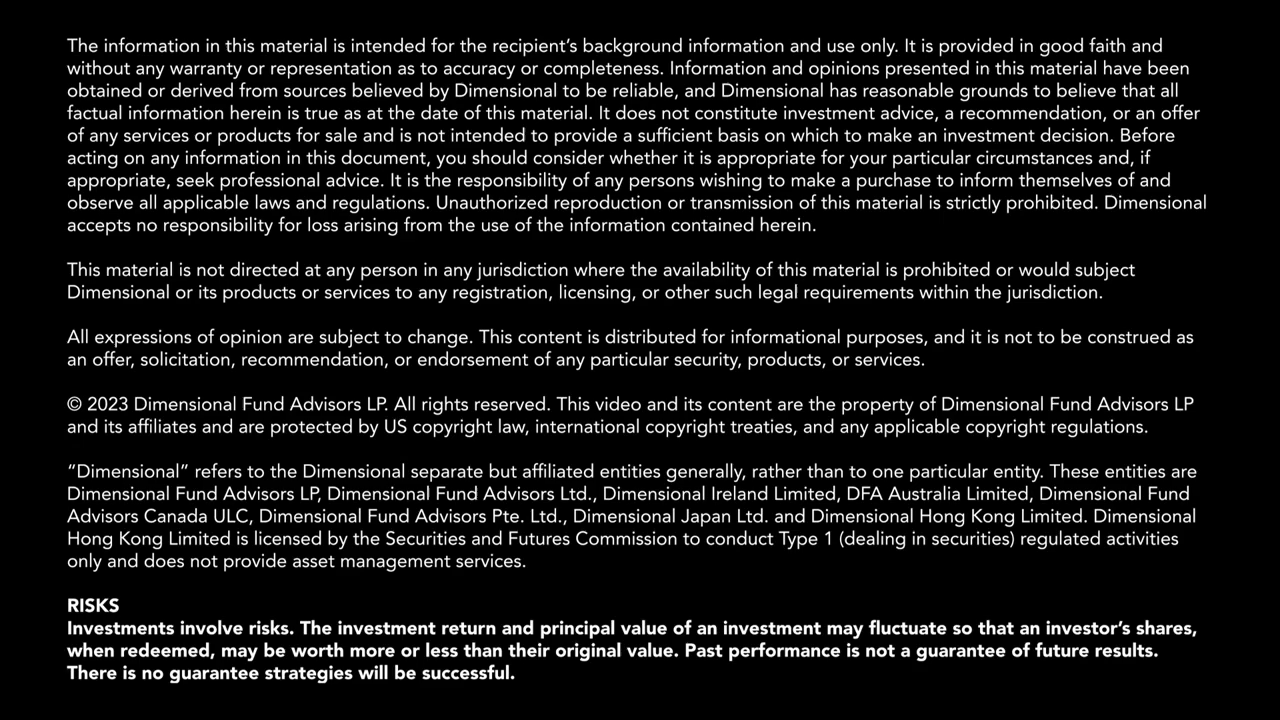 The information in this material is intended for the recipient’s background information and use only. It is provided in good faith and
without any warranty or representation as to accuracy or completeness. Information and opinions presented in this material have been
obtained or derived from sources believed by Dimensional to be reliable, and Dimensional has reasonable grounds to believe that all
factual information herein is true as at the date of this material. It does not constitute investment advice, a recommendation, or an offer
of any services or products for sale and is not intended to provide a sufficient basis on which to make an investment decision. Before
acting on any information in this document, you should consider whether it is appropriate for your particular circumstances and, if
appropriate, seek professional advice. It is the responsibility of any persons wishing to make a purchase to inform themselves of and
observe all applicable laws and regulations. Unauthorized reproduction or transmission of this material is strictly prohibited. Dimensional
accepts no responsibility for loss arising from the use of the information contained herein.
This material is not directed at any person in any jurisdiction where the availability of this material is prohibited or would subject
Dimensional or its products or services to any registration, licensing, or other such legal requirements within the jurisdiction.
All expressions of opinion are subject to change. This content is distributed for informational purposes, and it is not to be construed as
an offer, solicitation, recommendation, or endorsement of any particular security, products, or services.
© 2023 Dimensional Fund Advisors LP. All rights reserved. This video and its content are the property of Dimensional Fund Advisors LP
and its affiliates and are protected by US copyright law, international copyright treaties, and any applicable copyright regulations.
“Dimensional” refers to the Dimensional separate but affiliated entities generally, rather than to one particular entity. These entities are
Dimensional Fund Advisors LP, Dimensional Fund Advisors Ltd., Dimensional Ireland Limited, DFA Australia Limited, Dimensional Fund
Advisors Canada ULC, Dimensional Fund Advisors Pte. Ltd., Dimensional Japan Ltd. and Dimensional Hong Kong Limited. Dimensional
Hong Kong Limited is licensed by the Securities and Futures Commission to conduct Type 1 (dealing in securities) regulated activities
only and does not provide asset management services.
RISKS
Investments involve risks. The investment return and principal value of an investment may fluctuate so that an investor’s shares,
when redeemed, may be worth more or less than their original value. Past performance is not a guarantee of future results.
There is no guarantee strategies will be successful.